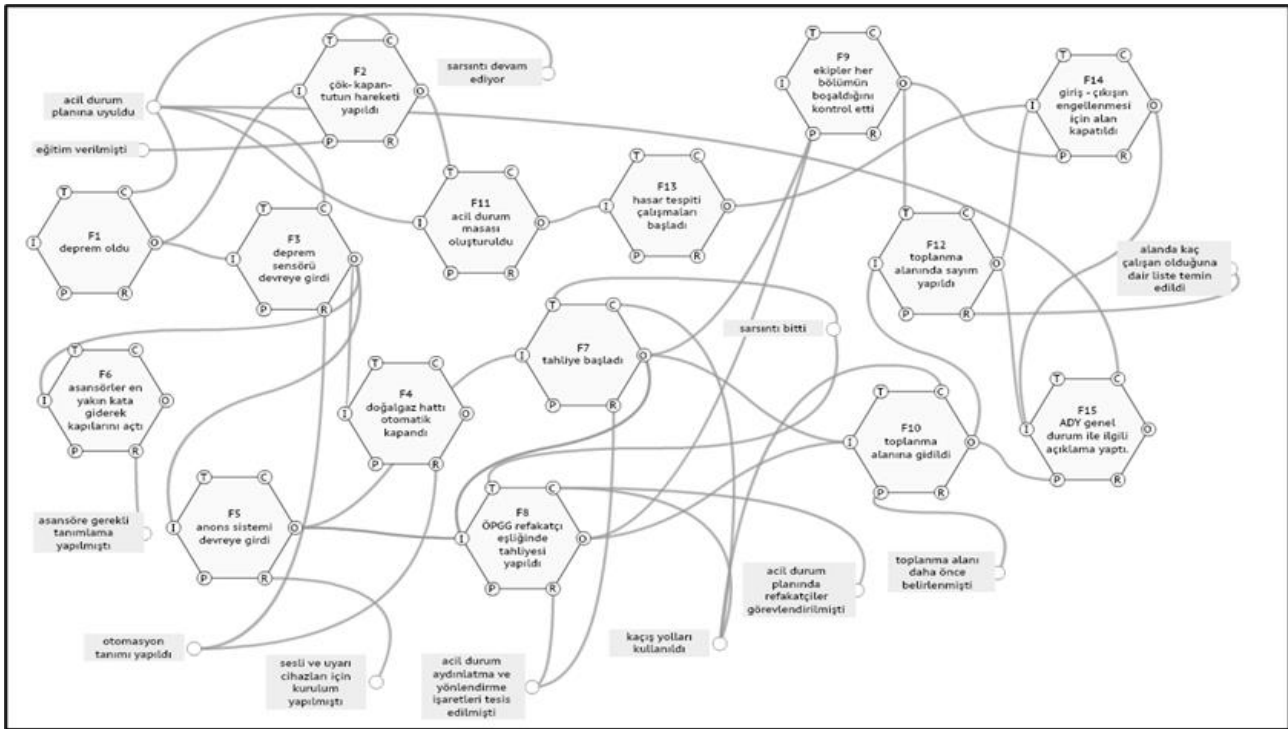 T
C
F2
çök- kapan-
tutun hareketi
yapıldı
I
O
P
R
sarsıntı devam
ediyor
T
C
F9
ekipler her
bölümün
boşaldığını
kontrol etti
I
O
P
R
T
C
F14
giriş - çıkışın
engellenmesi
için alan
kapatıldı
I
O
P
R
acil durum
planına uyuldu
eğitim verilmişti
T
C
F1
deprem oldu
I
O
P
R
T
C
F3
deprem
sensörü
devreye girdi
I
O
P
R
T
C
F11
acil durum
masası
oluşturuldu
I
O
P
R
T
C
F13
hasar tespiti
çalışmaları
başladı
I
O
P
R
T
C
F12
toplanma
alanında sayım
yapıldı
I
O
P
R
alanda kaç
çalışan olduğuna
dair liste temin
edildi
T
C
F6
asansörler en
yakın kata
giderek
kapılarını açtı
I
O
P
R
T
C
F4
doğalgaz hattı
otomatik
kapandı
I
O
P
R
T
C
F7
tahliye başladı
I
O
P
R
sarsıntı bitti
T
C
F10
toplanma
alanına gidildi
I
O
P
R
T
C
F15
ADY genel
durum ile ilgili
açıklama yaptı.
I
O
P
R
asansöre gerekli
tanımlama
yapılmıştı
T
C
F5
anons sistemi
devreye girdi
I
O
P
R
T
C
F8
ÖPGG refakatçı
eşliğinde
tahliyesi
yapıldı
I
O
P
R
acil durum
planında
refakatçiler
görevlendirilmişti
toplanma alanı
daha önce
belirlenmişti
otomasyon
tanımı yapıldı
sesli ve uyarı
cihazları için
kurulum
yapılmıştı
acil durum
aydınlatma ve
yönlendirme
işaretleri tesis
edilmişti
kaçış yolları
kullanıldı